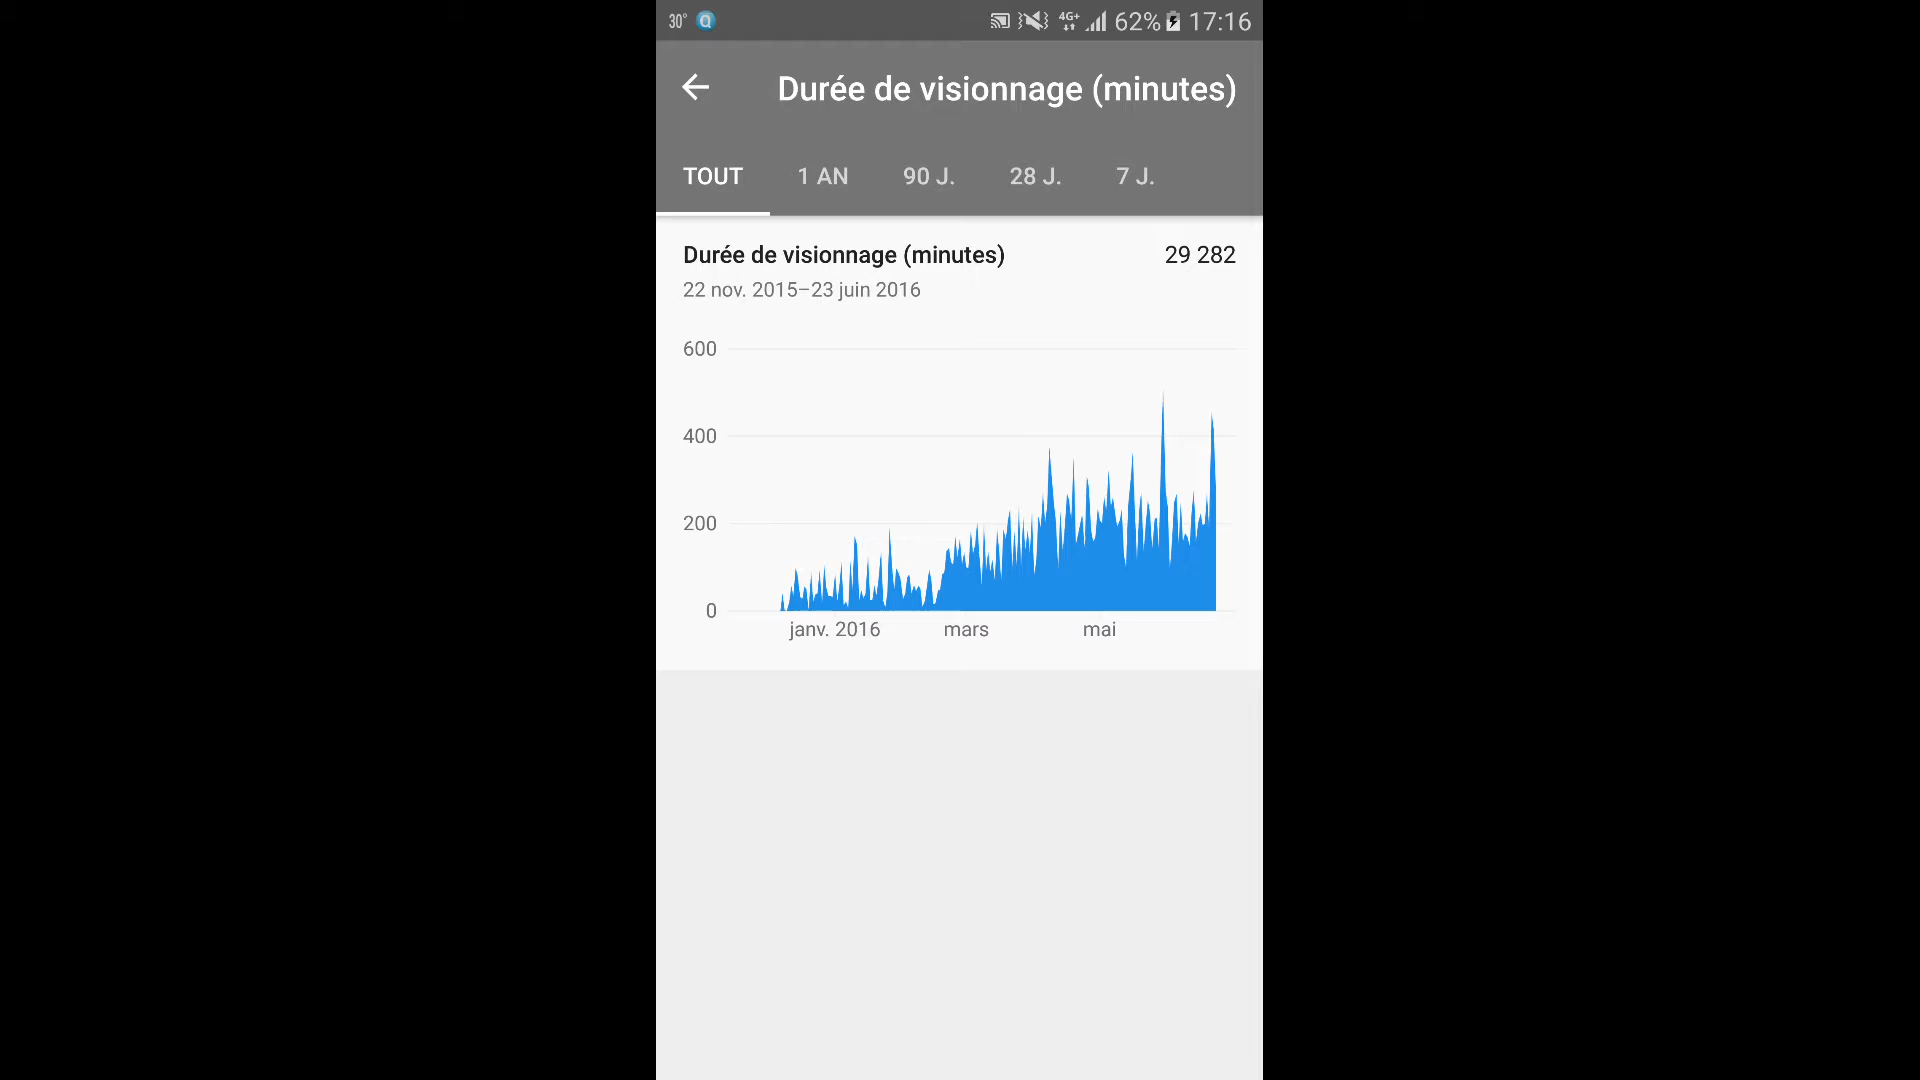 30° Q 4G+ 62% 17:16
Durée de visionnage (minutes)
TOUT 1 AN 90 J. 28 J. 7 J.
Durée de visionnage (minutes) 29 282
22 nov. 2015–23 juin 2016
600
400
200
0
janv. 2016 mars mai